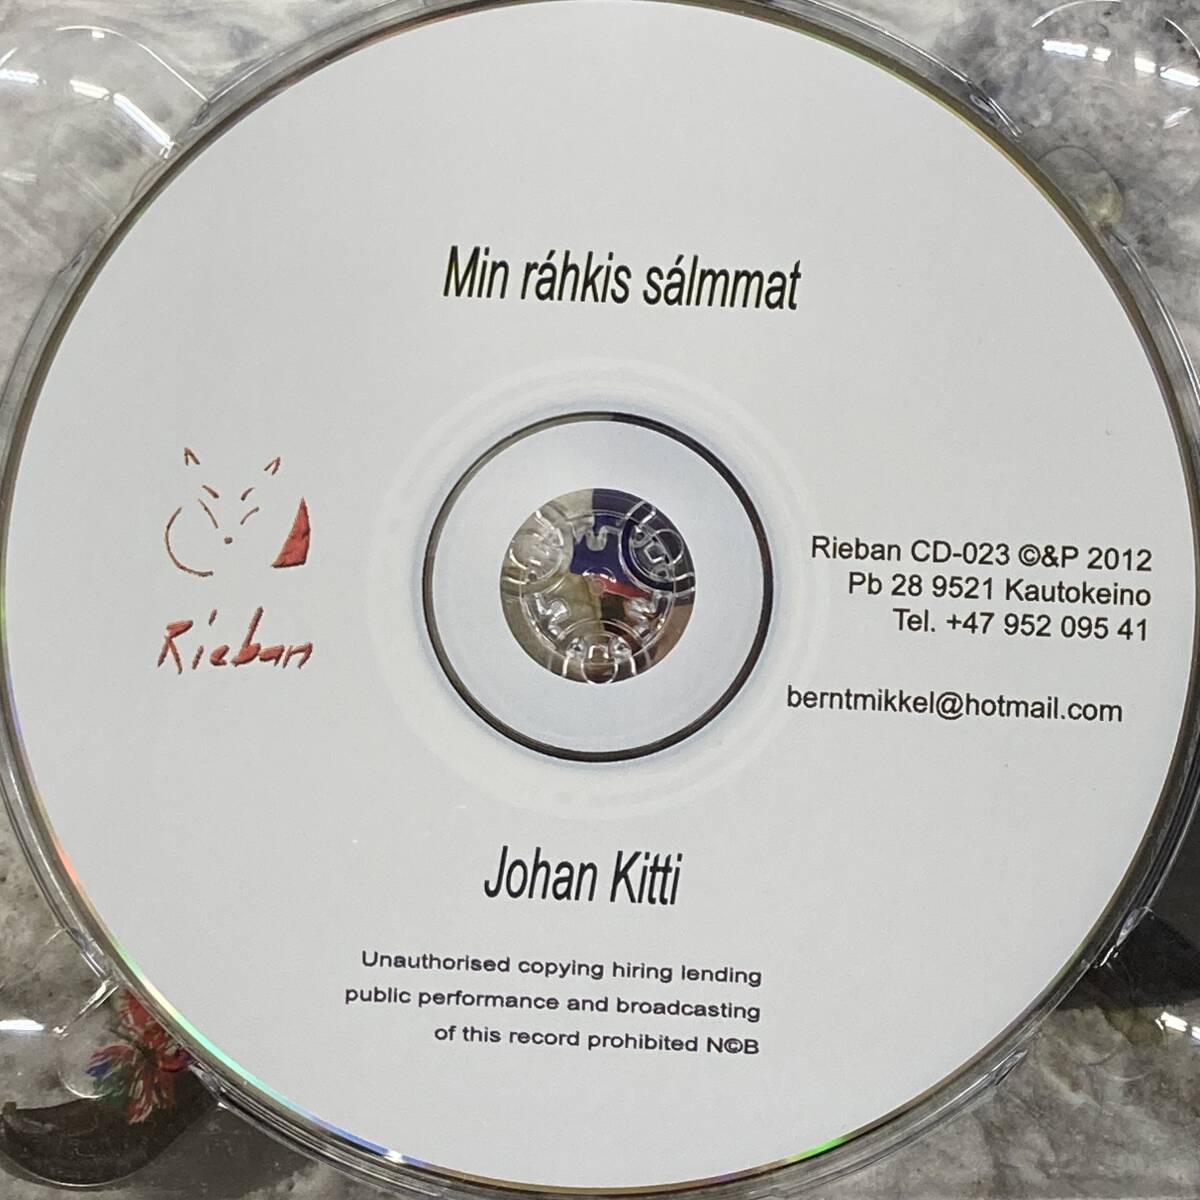 Min ráhkis sálmmat
Rieban
Rieban CD-023 ©&P 2012
Pb 28 9521 Kautokeino
Tel. +47 952 095 41
berntmikkel@hotmail.com
Johan Kitti
Unauthorised copying hiring lending
public performance and broadcasting
of this record prohibited N©B